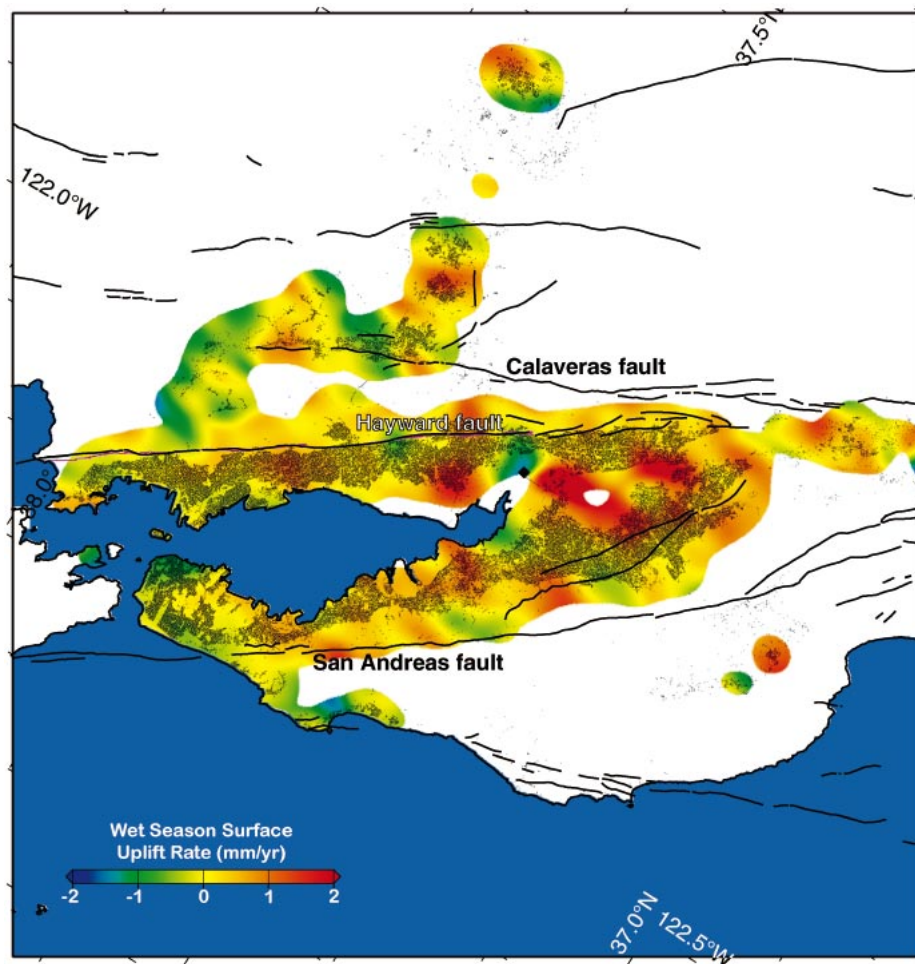 37.5°N
122.0°W
Calaveras fault
Hayward fault
38.0°
San Andreas fault
Wet Season Surface
Uplift Rate (mm/yr)
-2 -1 0 1 2
37.0°N
122.5°W